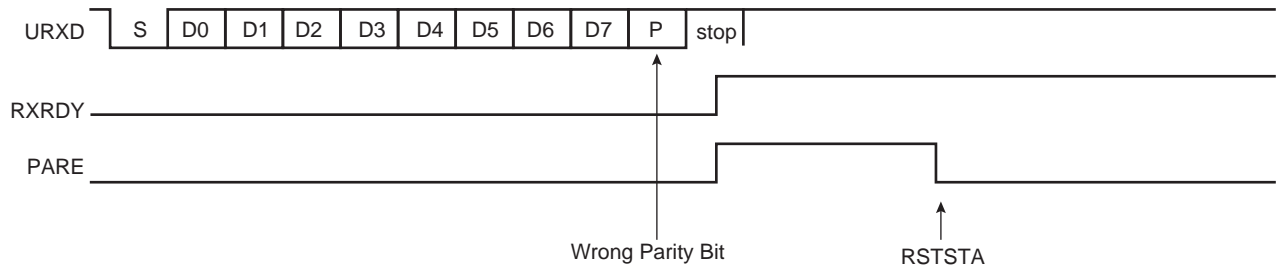 URXD S D0 D1 D2 D3 D4 D5 D6 D7 P stop
RXRDY
PARE
Wrong Parity Bit RSTSTA